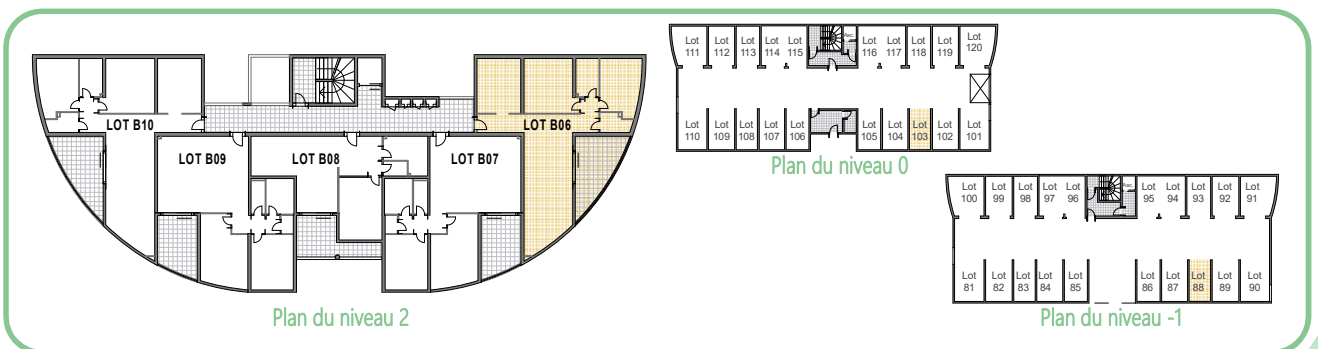 LOT B10
LOT B09
LOT B08
LOT B07
LOT B06
Plan du niveau 2
Lot 111
Lot 112
Lot 113
Lot 114
Lot 115
Asc.
Lot 116
Lot 117
Lot 118
Lot 119
Lot 120
Lot 110
Lot 109
Lot 108
Lot 107
Lot 106
Lot 105
Lot 104
Lot 103
Lot 102
Lot 101
Plan du niveau 0
Lot 100
Lot 99
Lot 98
Lot 97
Lot 96
Asc.
Lot 95
Lot 94
Lot 93
Lot 92
Lot 91
Lot 81
Lot 82
Lot 83
Lot 84
Lot 85
Lot 86
Lot 87
Lot 88
Lot 89
Lot 90
Plan du niveau -1